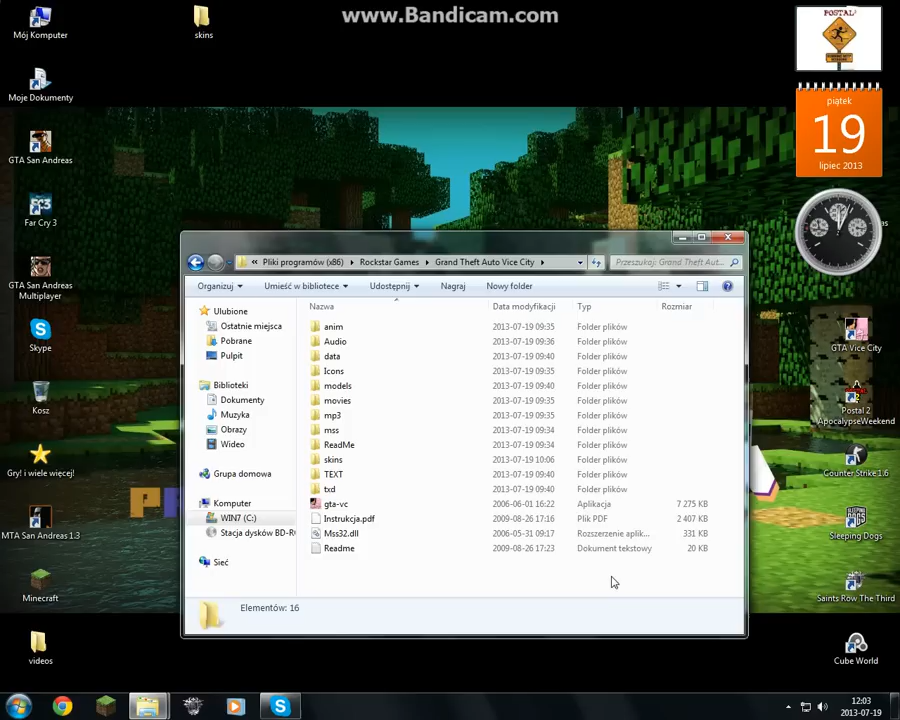 www.Bandicam.com
Mój Komputer
skins
Moje Dokumenty
GTA San Andreas
Far Cry 3
GTA San Andreas
Multiplayer
Skype
Kosz
Gry! i wiele więcej!
MTA San Andreas 1.3
Minecraft
videos
POSTAL
piątek
19
lipiec 2013
GTA Vice City
Postal 2
ApocalypseWeekend
Counter Strike 1.6
Sleeping Dogs
Saints Row The Third
Cube World
« Pliki programów (x86) ▸ Rockstar Games ▸ Grand Theft Auto Vice City ▸
Przeszukaj: Grand Theft Aut...
Organizuj Umieść w bibliotece Udostępnij Nagraj Nowy folder
Ulubione
Ostatnie miejsca
Pobrane
Pulpit
Biblioteki
Dokumenty
Muzyka
Obrazy
Wideo
Grupa domowa
Komputer
WIN7 (C:)
Stacja dysków BD-R
Sieć
Nazwa Data modyfikacji Typ Rozmiar
anim 2013-07-19 09:35 Folder plików
Audio 2013-07-19 09:36 Folder plików
data 2013-07-19 09:40 Folder plików
Icons 2013-07-19 09:35 Folder plików
models 2013-07-19 09:40 Folder plików
movies 2013-07-19 09:35 Folder plików
mp3 2013-07-19 09:35 Folder plików
mss 2013-07-19 09:34 Folder plików
ReadMe 2013-07-19 09:34 Folder plików
skins 2013-07-19 10:06 Folder plików
TEXT 2013-07-19 09:40 Folder plików
txd 2013-07-19 09:40 Folder plików
gta-vc 2006-06-01 16:22 Aplikacja 7 275 KB
Instrukcja.pdf 2009-08-26 17:16 Plik PDF 2 407 KB
Mss32.dll 2006-05-31 09:17 Rozszerzenie aplik... 331 KB
Readme 2009-08-26 17:23 Dokument tekstowy 20 KB
Elementów: 16
12:03
2013-07-19